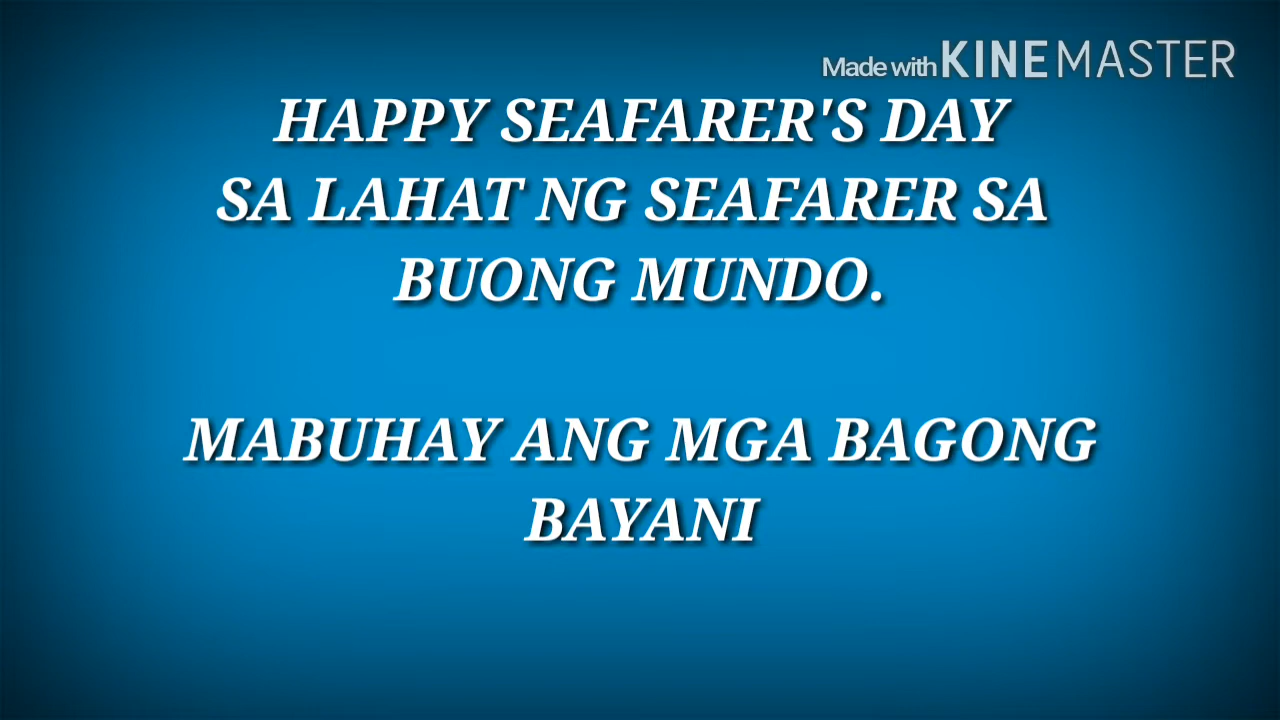 Made with KINEMASTER
HAPPY SEAFARER'S DAY
SA LAHAT NG SEAFARER SA
BUONG MUNDO.
MABUHAY ANG MGA BAGONG
BAYANI